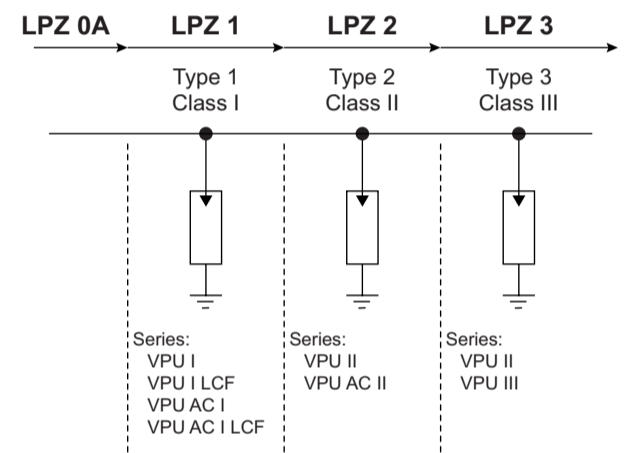 LPZ 0A LPZ 1 LPZ 2 LPZ 3
Type 1 Type 2 Type 3
Class I Class II Class III
Series: Series: Series:
VPU I VPU II VPU II
VPU I LCF VPU AC II VPU III
VPU AC I
VPU AC I LCF